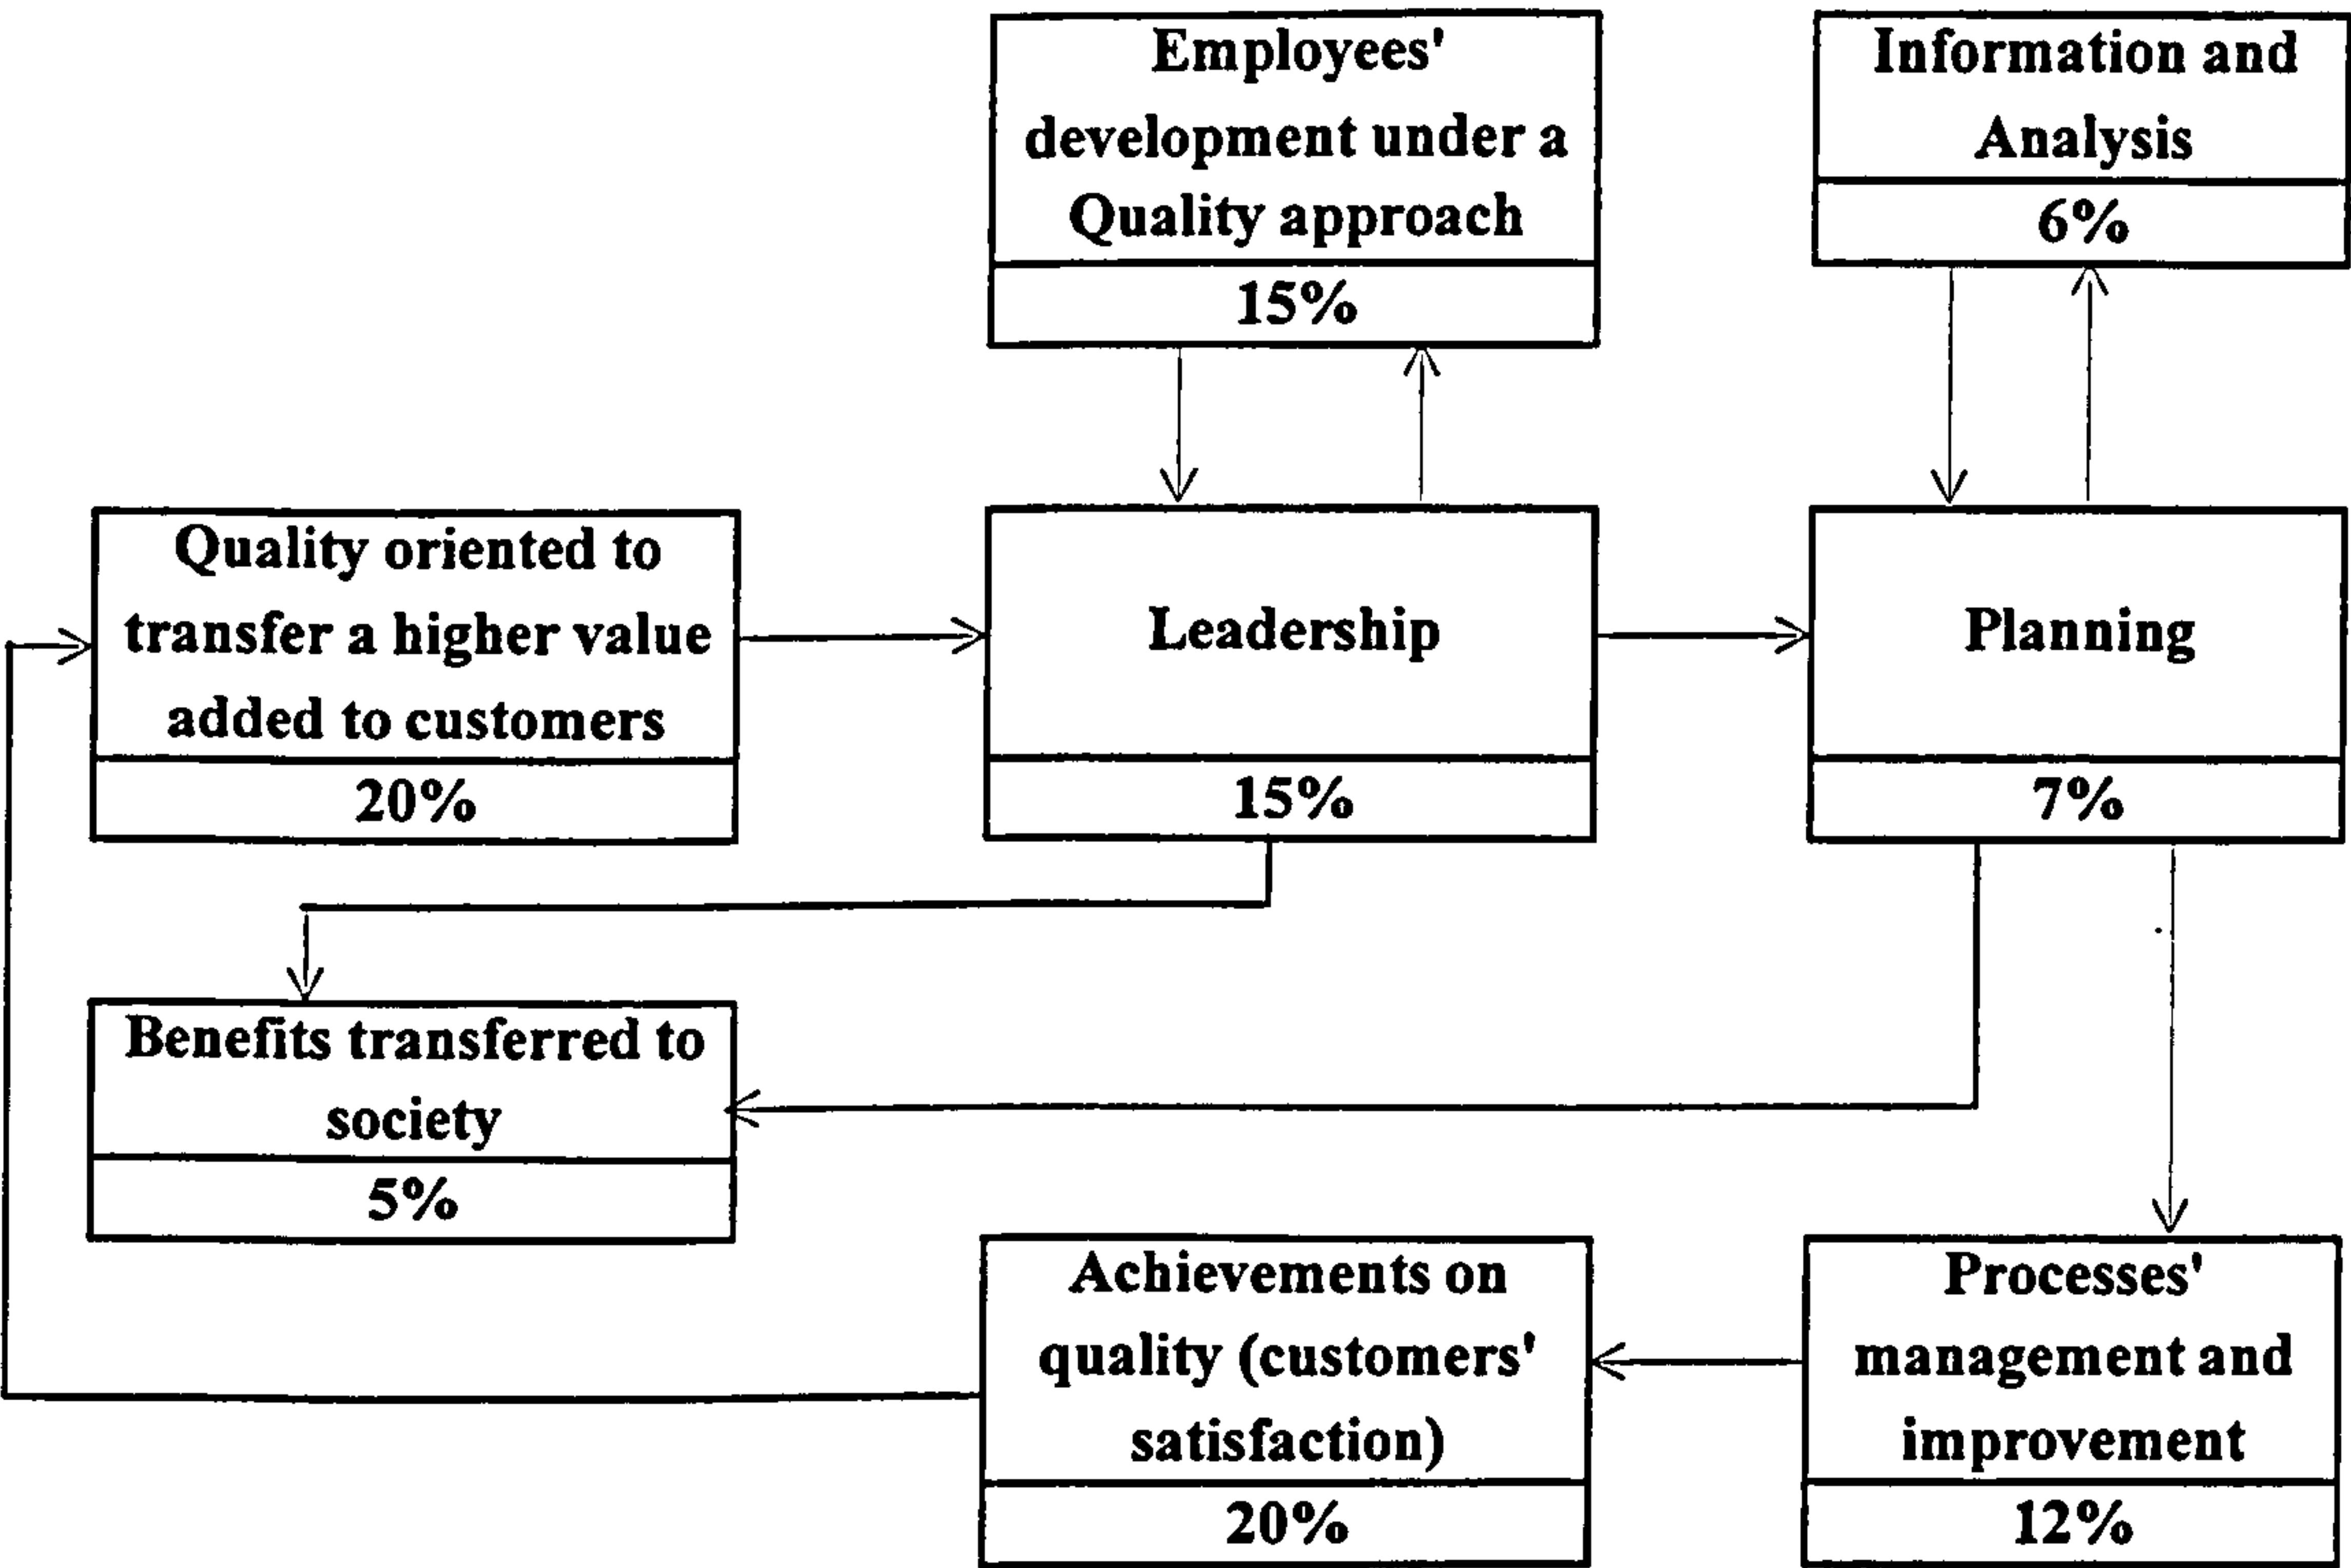 Employees'
development under a
Quality approach
15%
Information and
Analysis
6%
Quality oriented to
transfer a higher value
added to customers
20%
Leadership
15%
Planning
7%
Benefits transferred to
society
5%
Achievements on
quality (customers'
satisfaction)
20%
Processes'
management and
improvement
12%